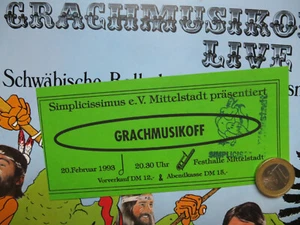 GRACHMUSIKO
LIVE
Schwäbische
Simplicissimus e.V. Mittelstadt präsentiert
GRACHMUSIKOFF
20.Februar 1993 20.30 Uhr Festhalle Mittelstadt
Vorverkauf DM 12,- & Abendkasse DM 15,-